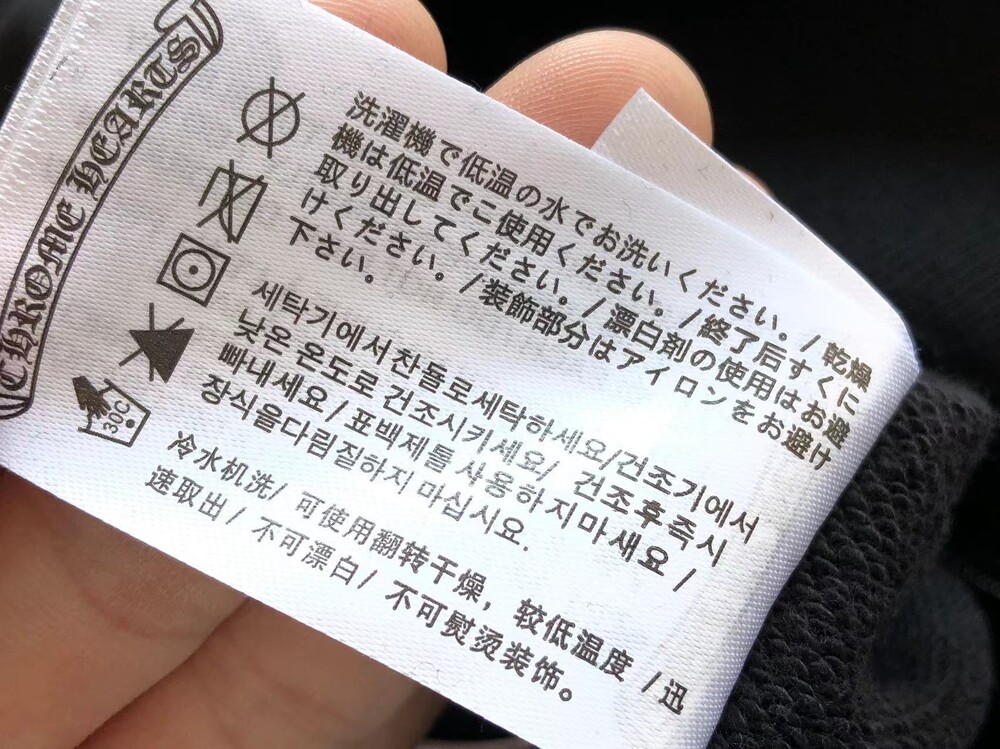 CHROME HEARTS
洗濯機で低温の水でお洗いください。/乾燥
機は低温でご使用ください。/終了后すぐに
取り出してください。/漂白剤の使用はお避
けください。/装飾部分はアイロンをお避け
下さい。
세탁기에서 찬물로세탁하세요/건조기에서
낮은 온도로 건조시키세요/ 건조후즉시
빠내세요/ 표백제를 사용하지마세요 /
장식을다림질하지 마십시요.
冷水机洗/ 可使用翻转干燥，较低温度 /迅
速取出/ 不可漂白/ 不可熨烫装饰。
30C